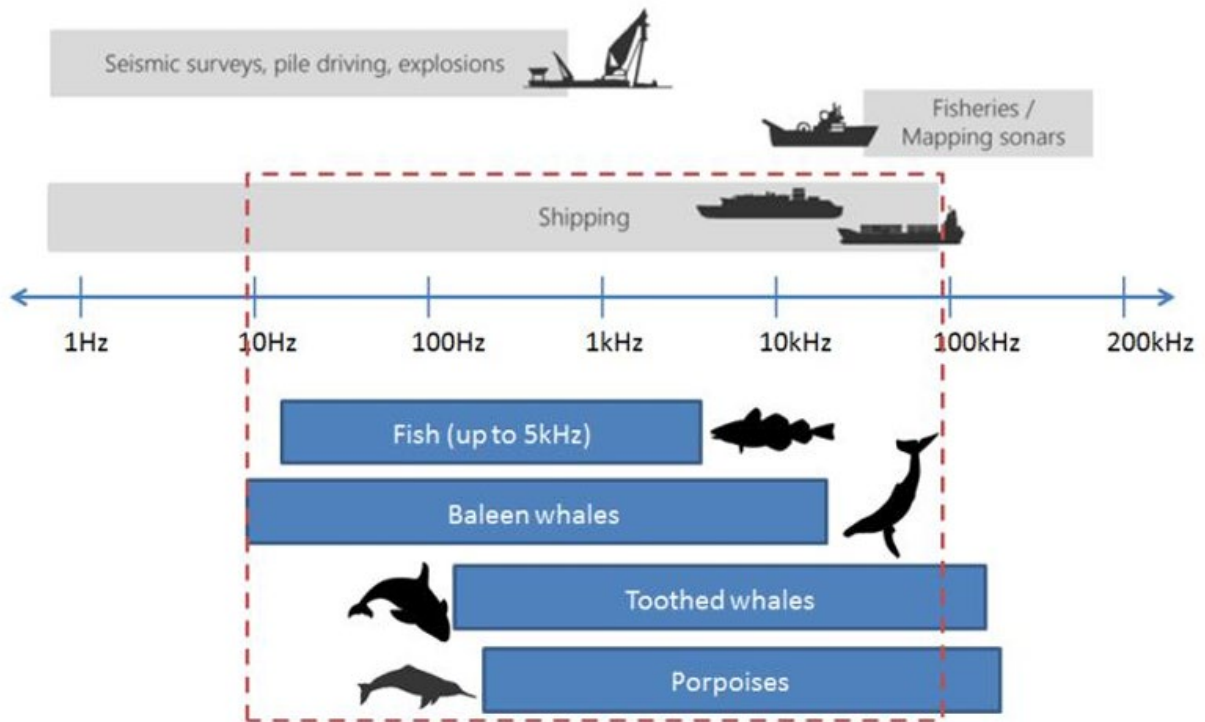 Seismic surveys, pile driving, explosions
Fisheries /
Mapping sonars
Shipping
1Hz 10Hz 100Hz 1kHz 10kHz 100kHz 200kHz
Fish (up to 5kHz)
Baleen whales
Toothed whales
Porpoises